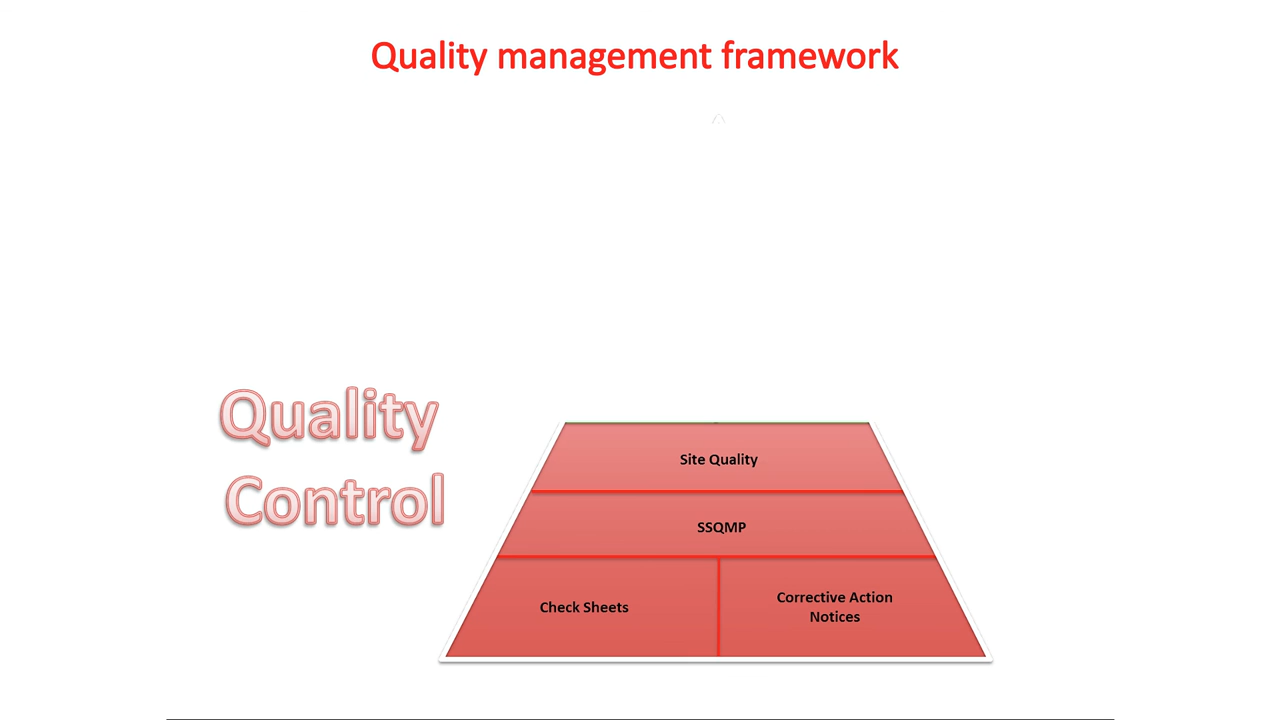 Quality management framework
Quality
Control
Site Quality
SSQMP
Check Sheets
Corrective Action
Notices